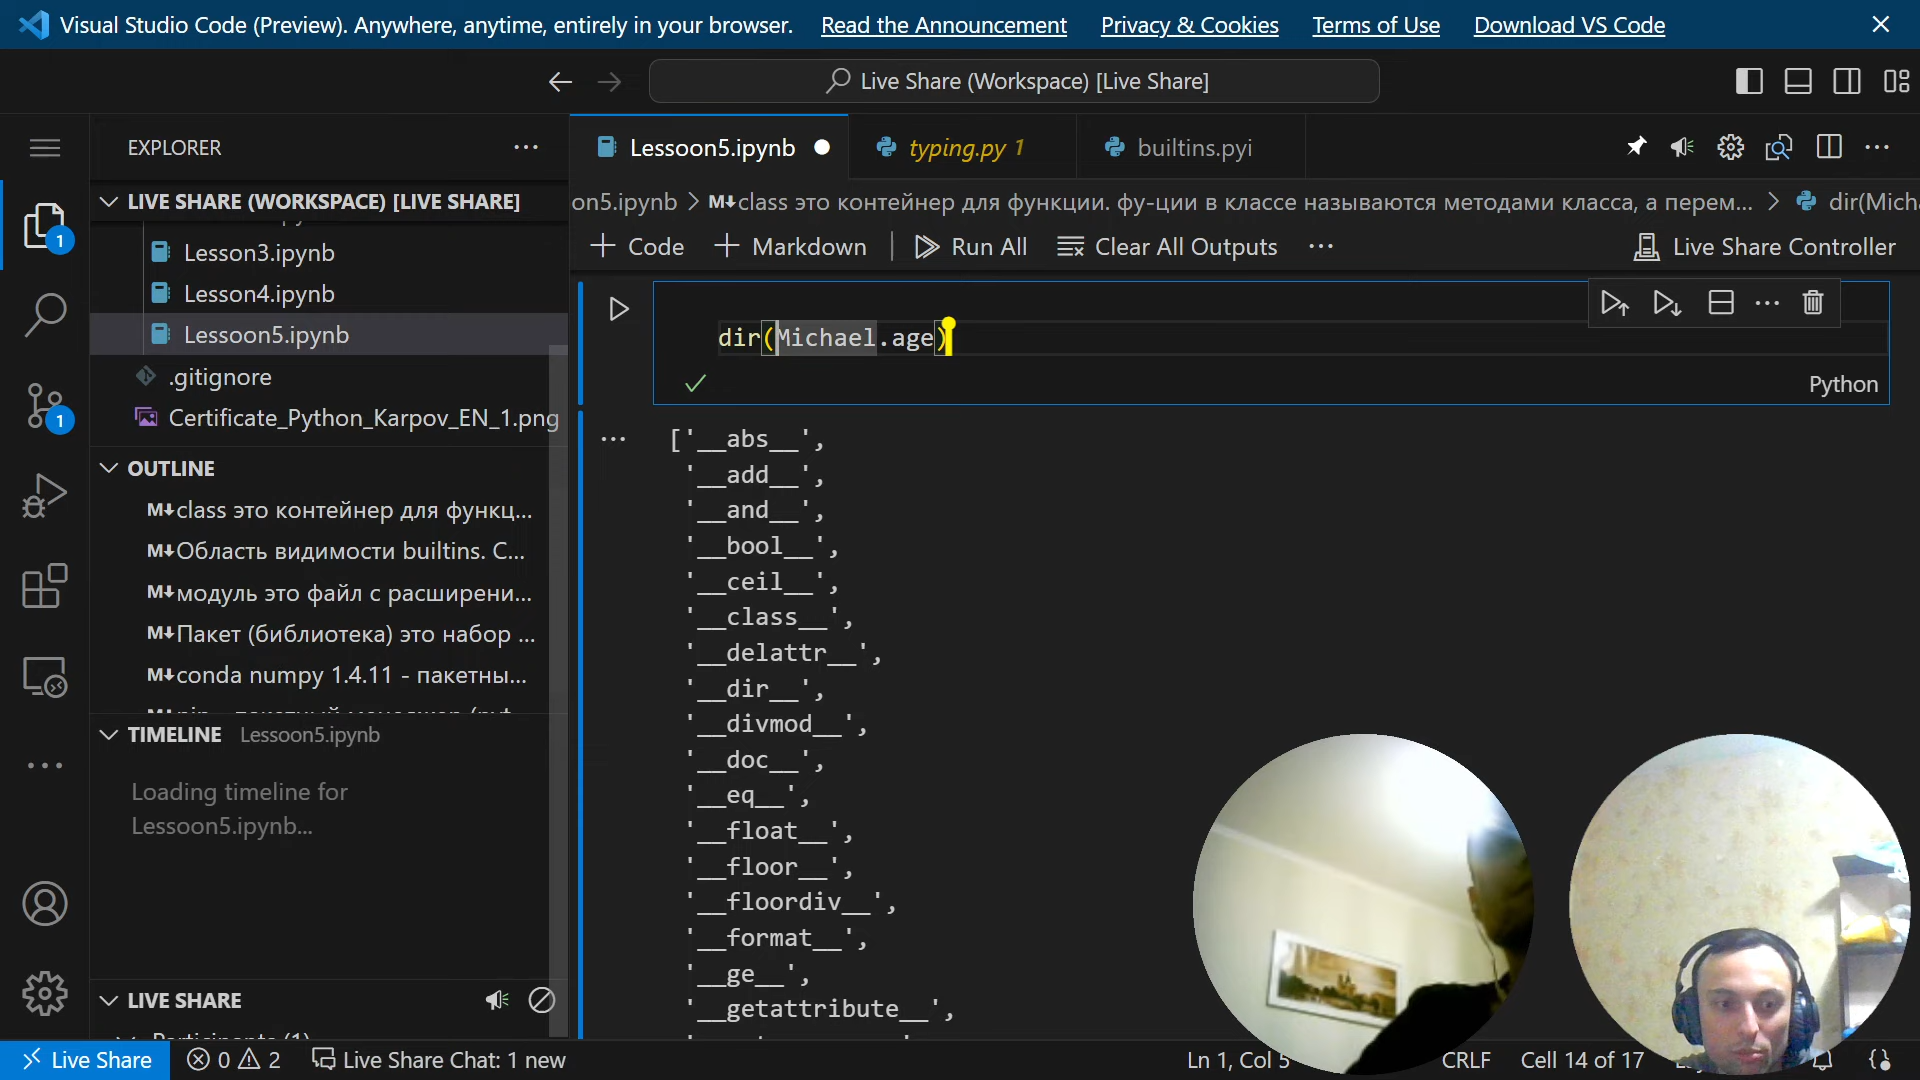 Visual Studio Code (Preview). Anywhere, anytime, entirely in your browser. Read the Announcement Privacy & Cookies Terms of Use Download VS Code
Live Share (Workspace) [Live Share]
EXPLORER
LIVE SHARE (WORKSPACE) [LIVE SHARE]
Lesson3.ipynb
Lesson4.ipynb
Lessoon5.ipynb
.gitignore
Certificate_Python_Karpov_EN_1.png
OUTLINE
class это контейнер для функц...
Область видимости builtins. С...
модуль это файл с расширени...
Пакет (библиотека) это набор ...
conda numpy 1.4.11 - пакетны...
TIMELINE Lessoon5.ipynb
Loading timeline for
Lessoon5.ipynb...
LIVE SHARE
1
1
Lessoon5.ipynb typing.py 1 builtins.pyi
on5.ipynb > class это контейнер для функции. фу-ции в классе называются методами класса, а перем... > dir(Mich
+ Code + Markdown Run All Clear All Outputs ... Live Share Controller
dir(Michael.age)
Python
['__abs__',
'__add__',
'__and__',
'__bool__',
'__ceil__',
'__class__',
'__delattr__',
'__dir__',
'__divmod__',
'__doc__',
'__eq__',
'__float__',
'__floor__',
'__floordiv__',
'__format__',
'__ge__',
'__getattribute__',
Live Share 0 2 Live Share Chat: 1 new Ln 1, Col 5 CRLF Cell 14 of 17